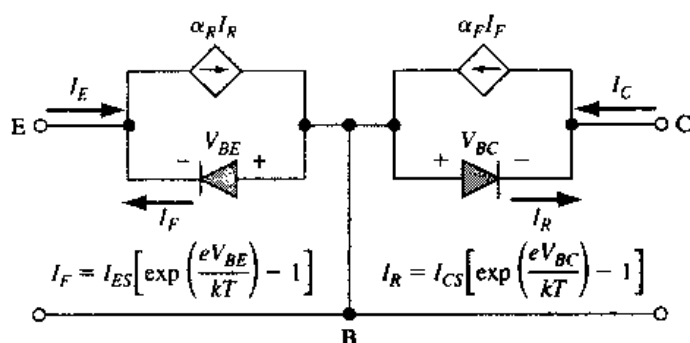 α_R I_R
α_F I_F
I_E
I_C
E
C
− V_BE +
+ V_BC −
I_F
I_R
I_F = I_ES[exp(eV_BE/kT) − 1]
I_R = I_CS[exp(eV_BC/kT) − 1]
B